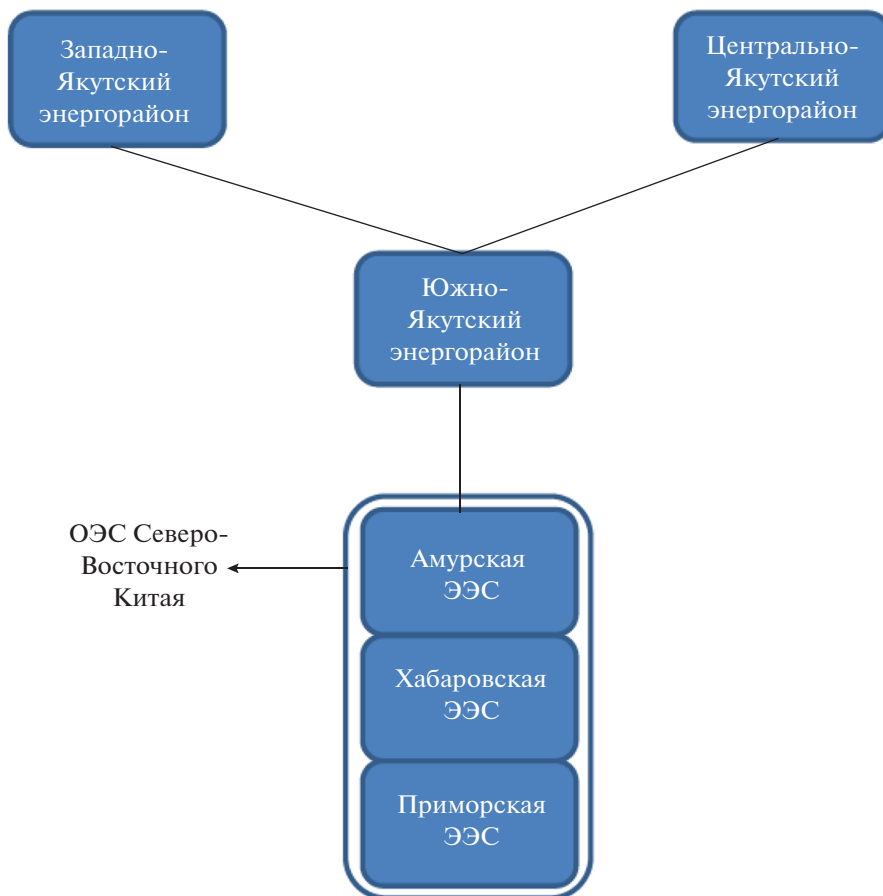 Западно-
Якутский
энергорайон
Центрально-
Якутский
энергорайон
Южно-
Якутский
энергорайон
ОЭС Северо-
Восточного
Китая
Амурская
ЭЭС
Хабаровская
ЭЭС
Приморская
ЭЭС